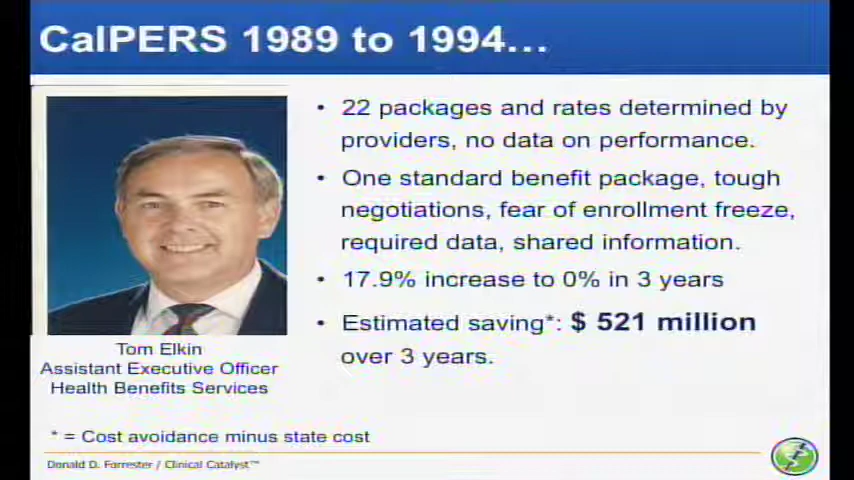 CalPERS 1989 to 1994...
• 22 packages and rates determined by
providers, no data on performance.
• One standard benefit package, tough
negotiations, fear of enrollment freeze,
required data, shared information.
• 17.9% increase to 0% in 3 years
• Estimated saving*: $ 521 million
over 3 years.
Tom Elkin
Assistant Executive Officer
Health Benefits Services
* = Cost avoidance minus state cost
Donald D. Forrester / Clinical Catalyst™